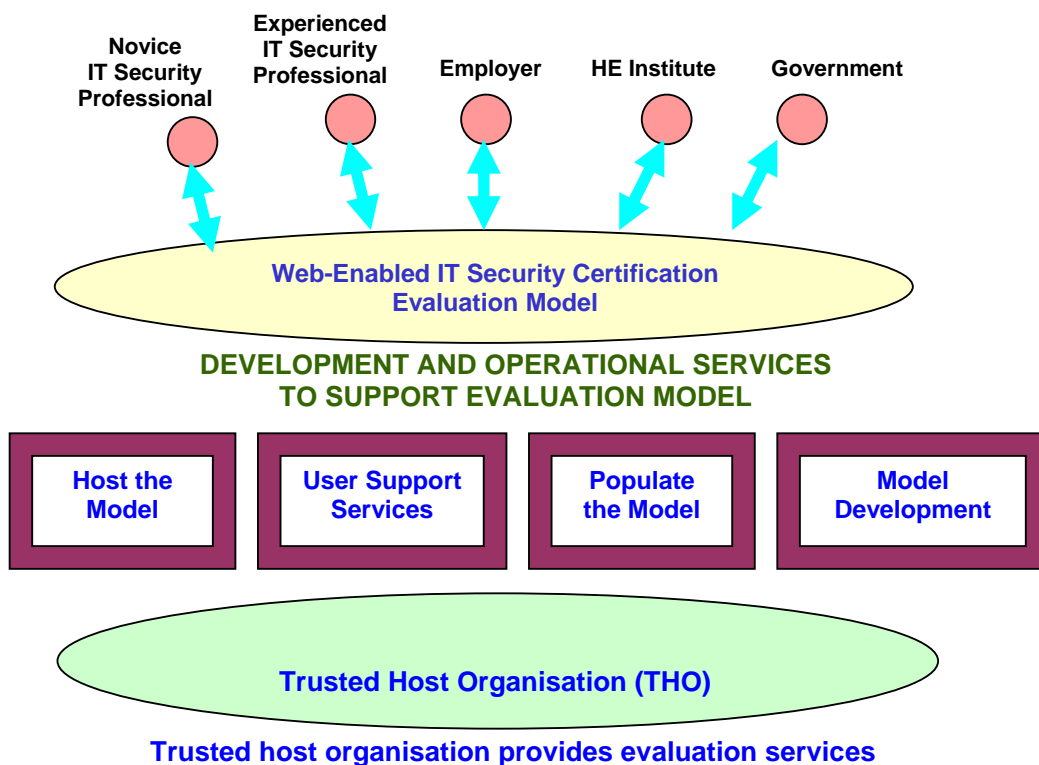 Novice
IT Security
Professional
Experienced
IT Security
Professional
Employer
HE Institute
Government
Web-Enabled IT Security Certification
Evaluation Model
DEVELOPMENT AND OPERATIONAL SERVICES
TO SUPPORT EVALUATION MODEL
Host the
Model
User Support
Services
Populate
the Model
Model
Development
Trusted Host Organisation (THO)
Trusted host organisation provides evaluation services